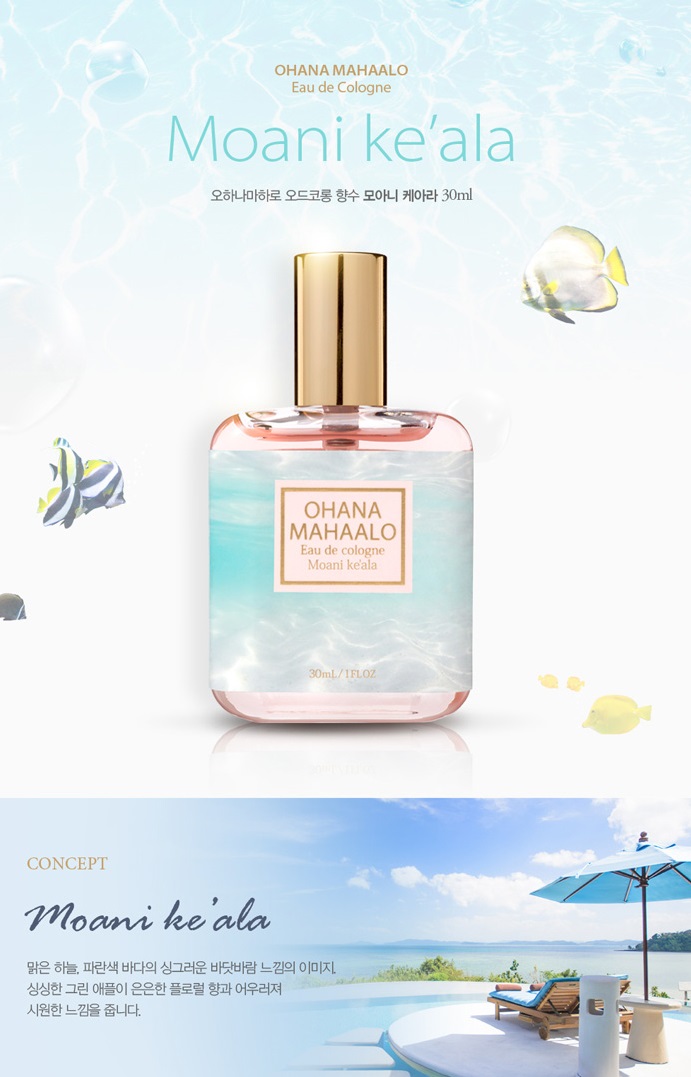 OHANA MAHAALO
Eau de Cologne
Moani ke’ala
오하나마하로 오드코롱 향수 모아니 케아라 30ml
OHANA
MAHAALO
Eau de cologne
Moani ke'ala
30mL / 1FLOZ
CONCEPT
Moani ke’ala
맑은 하늘, 파란색 바다의 싱그러운 바닷바람 느낌의 이미지,
싱싱한 그린 애플이 은은한 플로럴 향과 어우러져
시원한 느낌을 줍니다.